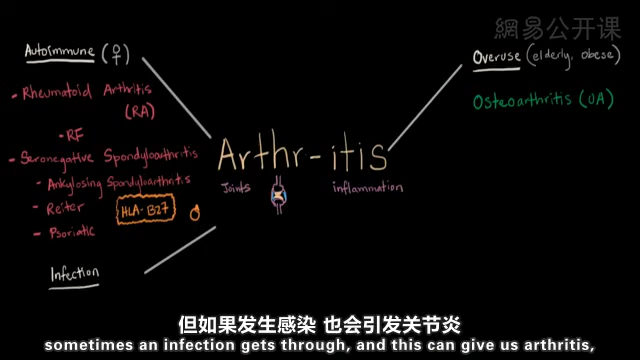 網易公开课
Autoimmune (♀)
- Rheumatoid Arthritis
(RA)
- RF
- Seronegative Spondyloarthritis
- Ankylosing Spondyloarthritis
- Reiter
- Psoriatic
HLA-B27 ♂
Infection
Arthr-itis
Joints
inflammation
Overuse (elderly, obese)
Osteoarthritis (OA)
但如果发生感染 也会引发关节炎
sometimes an infection gets through, and this can give us arthritis,